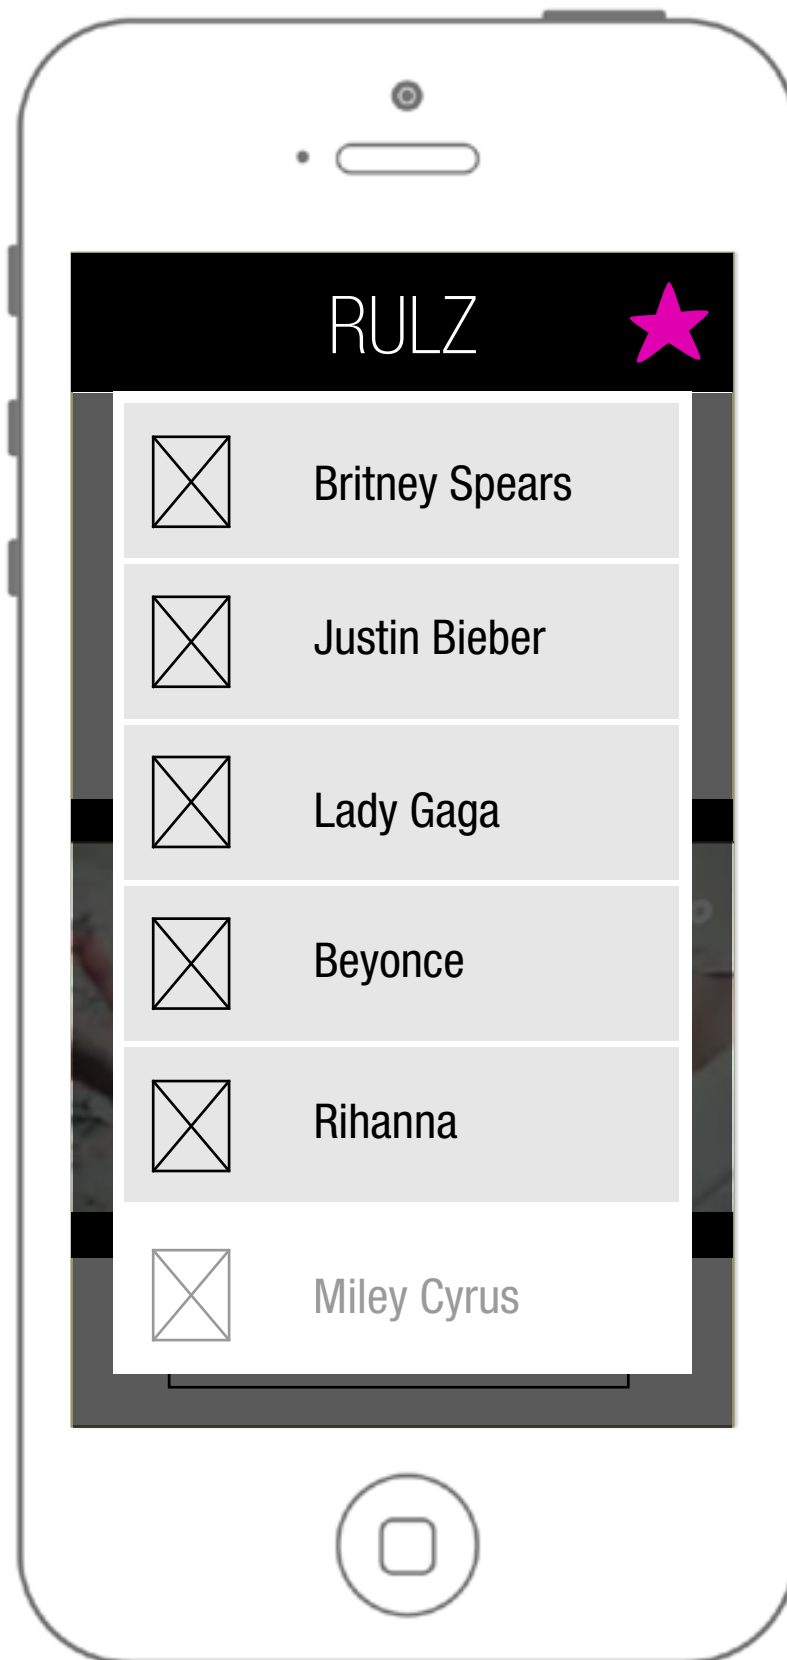 RULZ
Britney Spears
Justin Bieber
Lady Gaga
Beyonce
Rihanna
Miley Cyrus